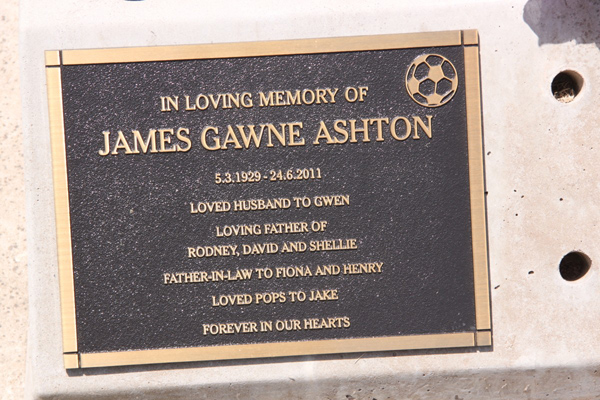 IN LOVING MEMORY OF
JAMES GAWNE ASHTON
5.3.1929 - 24.6.2011
LOVED HUSBAND TO GWEN
LOVING FATHER OF
RODNEY, DAVID AND SHELLIE
FATHER-IN-LAW TO FIONA AND HENRY
LOVED POPS TO JAKE
FOREVER IN OUR HEARTS